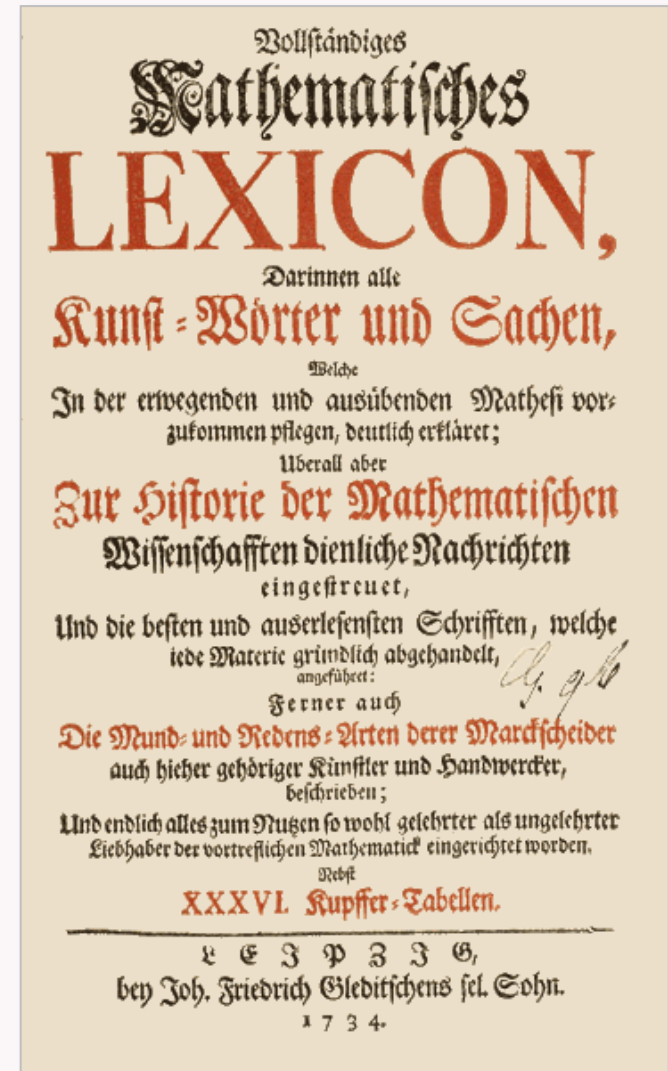 Vollständiges
Mathematisches
LEXICON,
Darinnen alle
Kunst-Wörter und Sachen,
Welche
In der erwegenden und ausübenden Mathesi vor-
zukommen pflegen, deutlich erkläret;
Uberall aber
Zur Historie der Mathematischen
Wissenschafften dienliche Nachrichten
eingestreuet,
Und die besten und auserlesensten Schrifften, welche
iede Materie gründlich abgehandelt,
angeführet:
Ferner auch
Die Mund- und Redens-Arten derer Marckscheider
auch hieher gehöriger Künstler und Handwercker,
beschrieben;
Und endlich alles zum Nutzen so wohl gelehrter als ungelehrter
Liebhaber der vortreflichen Mathematick eingerichtet worden.
Nebst
XXXVI. Kupffer-Tabellen.
LEIPZIG,
bey Joh. Friedrich Gleditschens sel. Sohn.
1734.